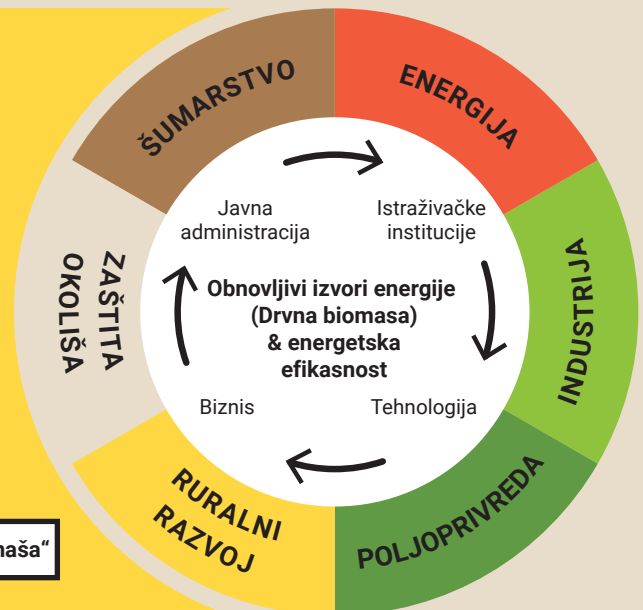 ŠUMARSTVO
ENERGIJA
Javna
administracija
Istraživačke
institucije
ZAŠTITA
OKOLIŠA
Obnovljivi izvori energije
(Drvna biomasa)
& energetska
efikasnost
INDUSTRIJA
Biznis
Tehnologija
RURALNI
RAZVOJ
POLJOPRIVREDA